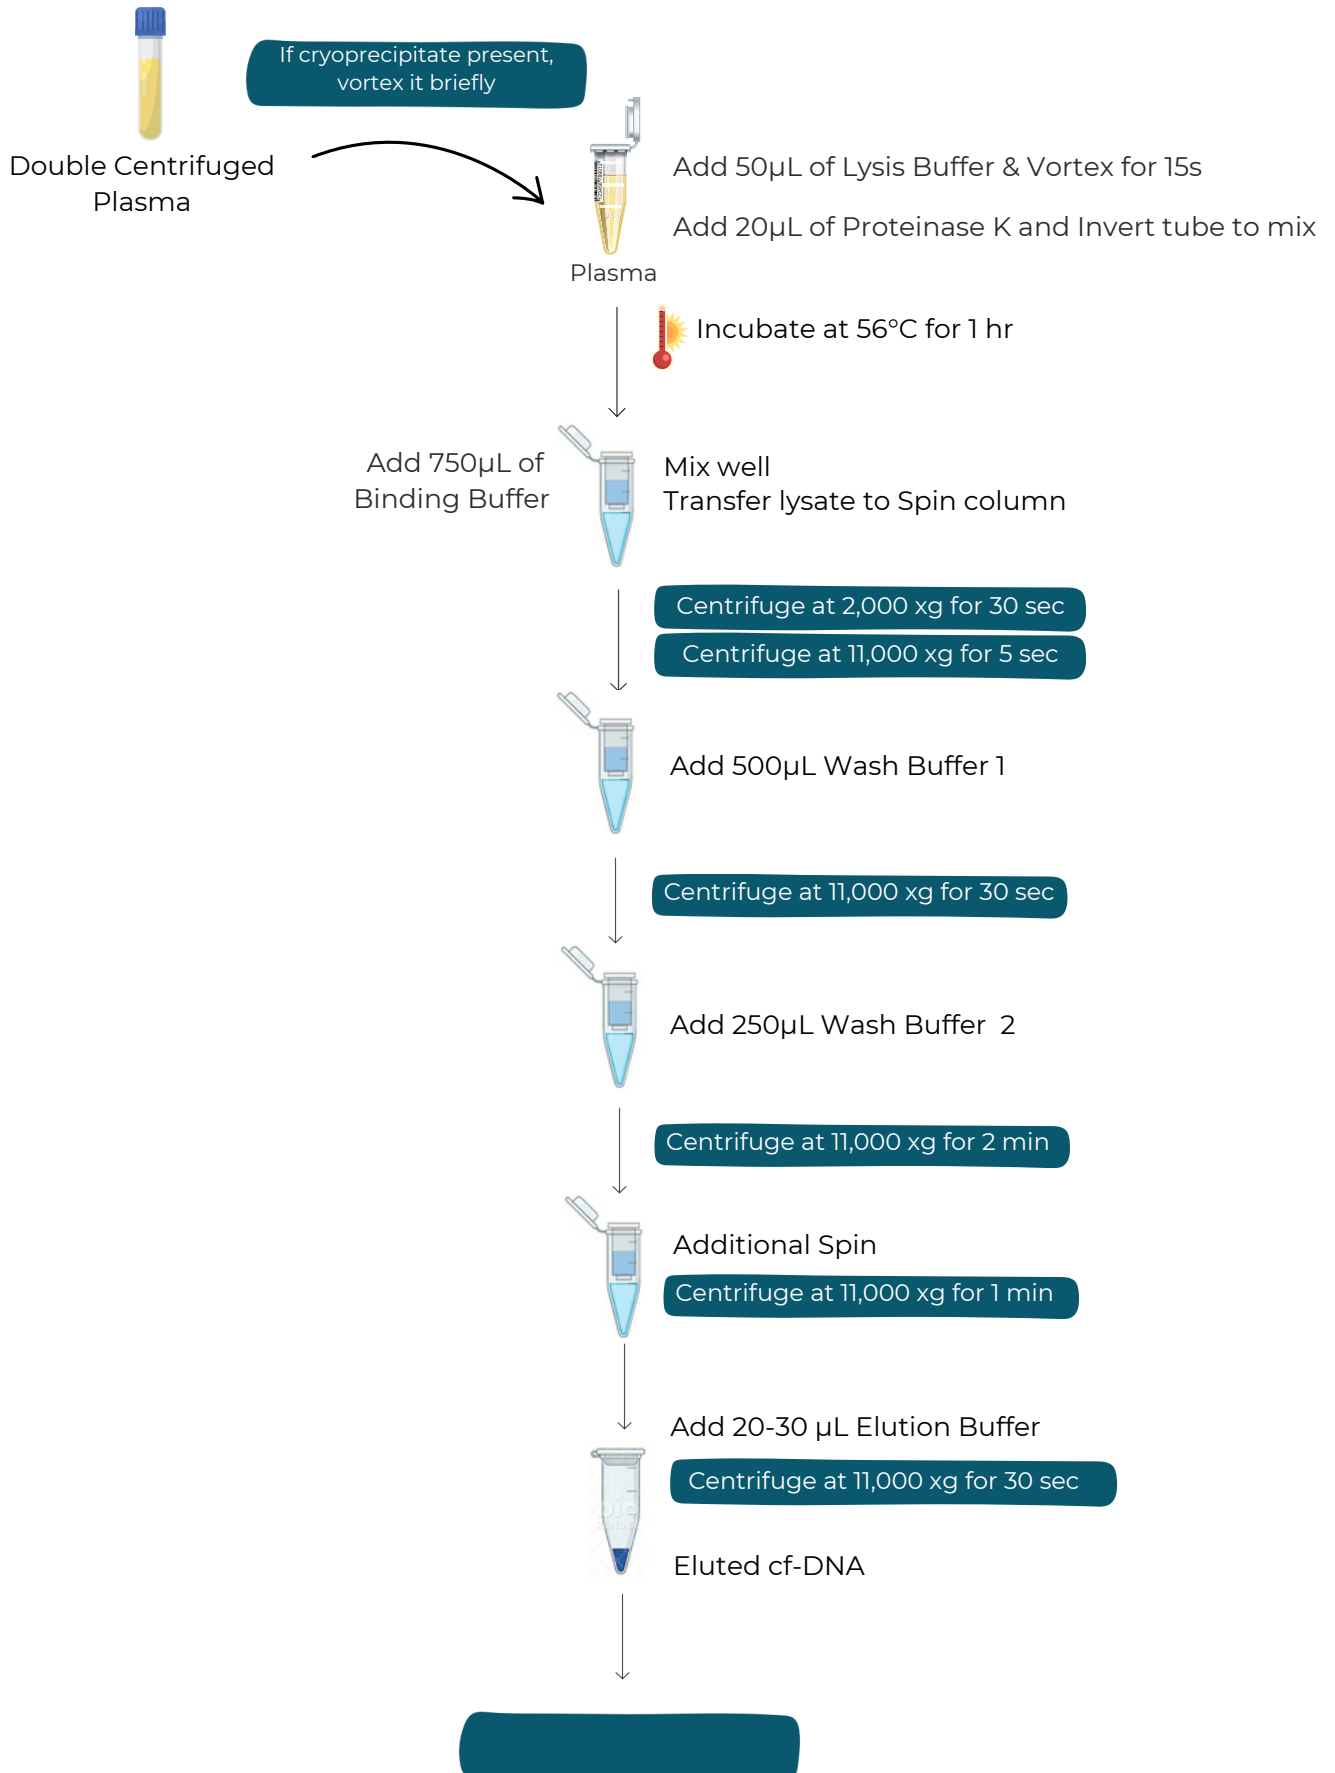 If cryoprecipitate present,
vortex it briefly
Double Centrifuged
Plasma
Add 50µL of Lysis Buffer & Vortex for 15s
Add 20µL of Proteinase K and Invert tube to mix
Plasma
Incubate at 56°C for 1 hr
Add 750µL of
Binding Buffer
Mix well
Transfer lysate to Spin column
Centrifuge at 2,000 xg for 30 sec
Centrifuge at 11,000 xg for 5 sec
Add 500µL Wash Buffer 1
Centrifuge at 11,000 xg for 30 sec
Add 250µL Wash Buffer  2
Centrifuge at 11,000 xg for 2 min
Additional Spin
Centrifuge at 11,000 xg for 1 min
Add 20-30 µL Elution Buffer
Centrifuge at 11,000 xg for 30 sec
Eluted cf-DNA